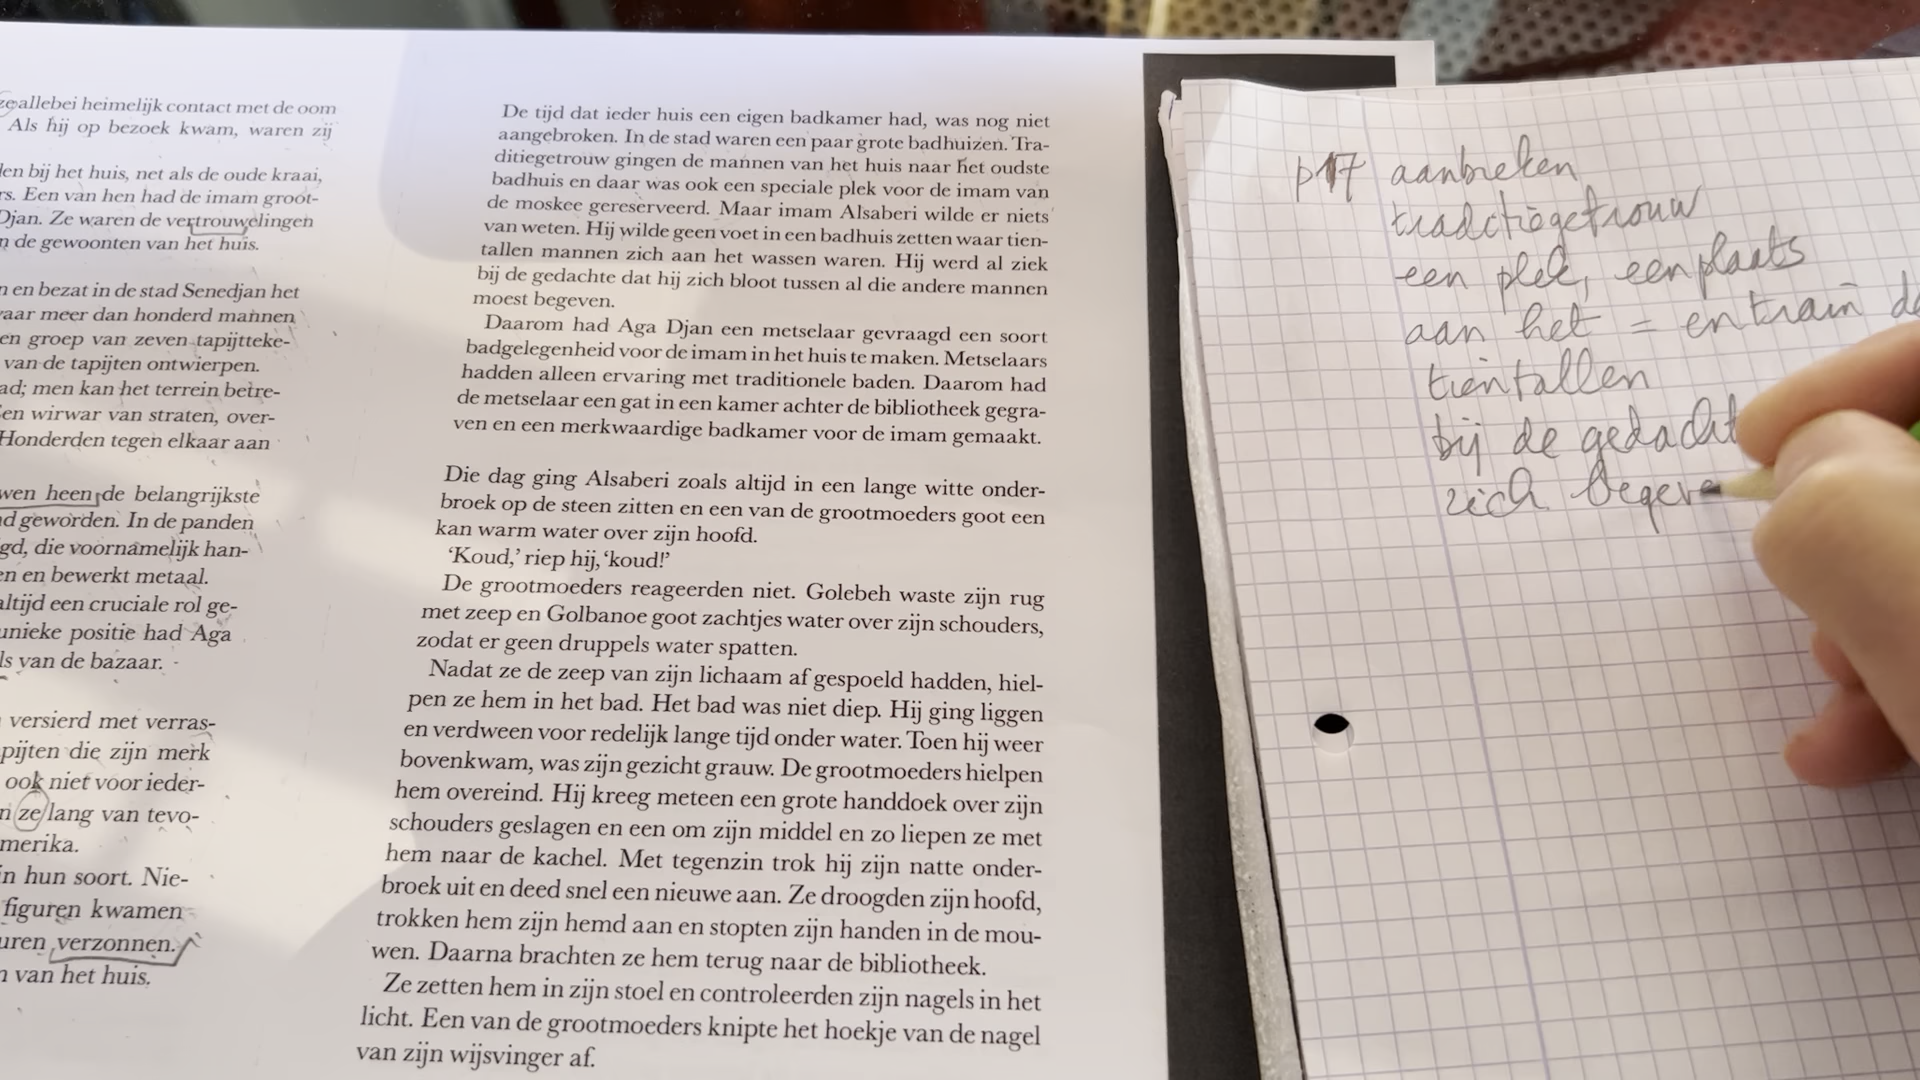 ze allebei heimelijk contact met de oom
Als hij op bezoek kwam, waren zij
en bij het huis, net als de oude kraai,
rs. Een van hen had de imam groot-
Djan. Ze waren de vertrouwelingen
n de gewoonten van het huis.
n en bezat in de stad Senedjan het
aar meer dan honderd mannen
en groep van zeven tapijtteke-
van de tapijten ontwierpen.
ad; men kan het terrein betre-
en wirwar van straten, over-
Honderden tegen elkaar aan
wen heen de belangrijkste
d geworden. In de panden
gd, die voornamelijk han-
en en bewerkt metaal.
altijd een cruciale rol ge-
unieke positie had Aga
ls van de bazaar.
versierd met verras-
pijten die zijn merk
ook niet voor ieder-
n ze lang van tevo-
merika.
in hun soort. Nie-
figuren kwamen
uren verzonnen.
n van het huis.
De tijd dat ieder huis een eigen badkamer had, was nog niet
aangebroken. In de stad waren een paar grote badhuizen. Tra-
ditiegetrouw gingen de mannen van het huis naar het oudste
badhuis en daar was ook een speciale plek voor de imam van
de moskee gereserveerd. Maar imam Alsaberi wilde er niets
van weten. Hij wilde geen voet in een badhuis zetten waar tien-
tallen mannen zich aan het wassen waren. Hij werd al ziek
bij de gedachte dat hij zich bloot tussen al die andere mannen
moest begeven.
Daarom had Aga Djan een metselaar gevraagd een soort
badgelegenheid voor de imam in het huis te maken. Metselaars
hadden alleen ervaring met traditionele baden. Daarom had
de metselaar een gat in een kamer achter de bibliotheek gegra-
ven en een merkwaardige badkamer voor de imam gemaakt.
Die dag ging Alsaberi zoals altijd in een lange witte onder-
broek op de steen zitten en een van de grootmoeders goot een
kan warm water over zijn hoofd.
‘Koud,’ riep hij, ‘koud!’
De grootmoeders reageerden niet. Golebeh waste zijn rug
met zeep en Golbanoe goot zachtjes water over zijn schouders,
zodat er geen druppels water spatten.
Nadat ze de zeep van zijn lichaam af gespoeld hadden, hiel-
pen ze hem in het bad. Het bad was niet diep. Hij ging liggen
en verdween voor redelijk lange tijd onder water. Toen hij weer
bovenkwam, was zijn gezicht grauw. De grootmoeders hielpen
hem overeind. Hij kreeg meteen een grote handdoek over zijn
schouders geslagen en een om zijn middel en zo liepen ze met
hem naar de kachel. Met tegenzin trok hij zijn natte onder-
broek uit en deed snel een nieuwe aan. Ze droogden zijn hoofd,
trokken hem zijn hemd aan en stopten zijn handen in de mou-
wen. Daarna brachten ze hem terug naar de bibliotheek.
Ze zetten hem in zijn stoel en controleerden zijn nagels in het
licht. Een van de grootmoeders knipte het hoekje van de nagel
van zijn wijsvinger af.
p17 aanbreken
traditiegetrouw
een plek, een plaats
aan het = en train de
tientallen
bij de gedacht
zich begeve